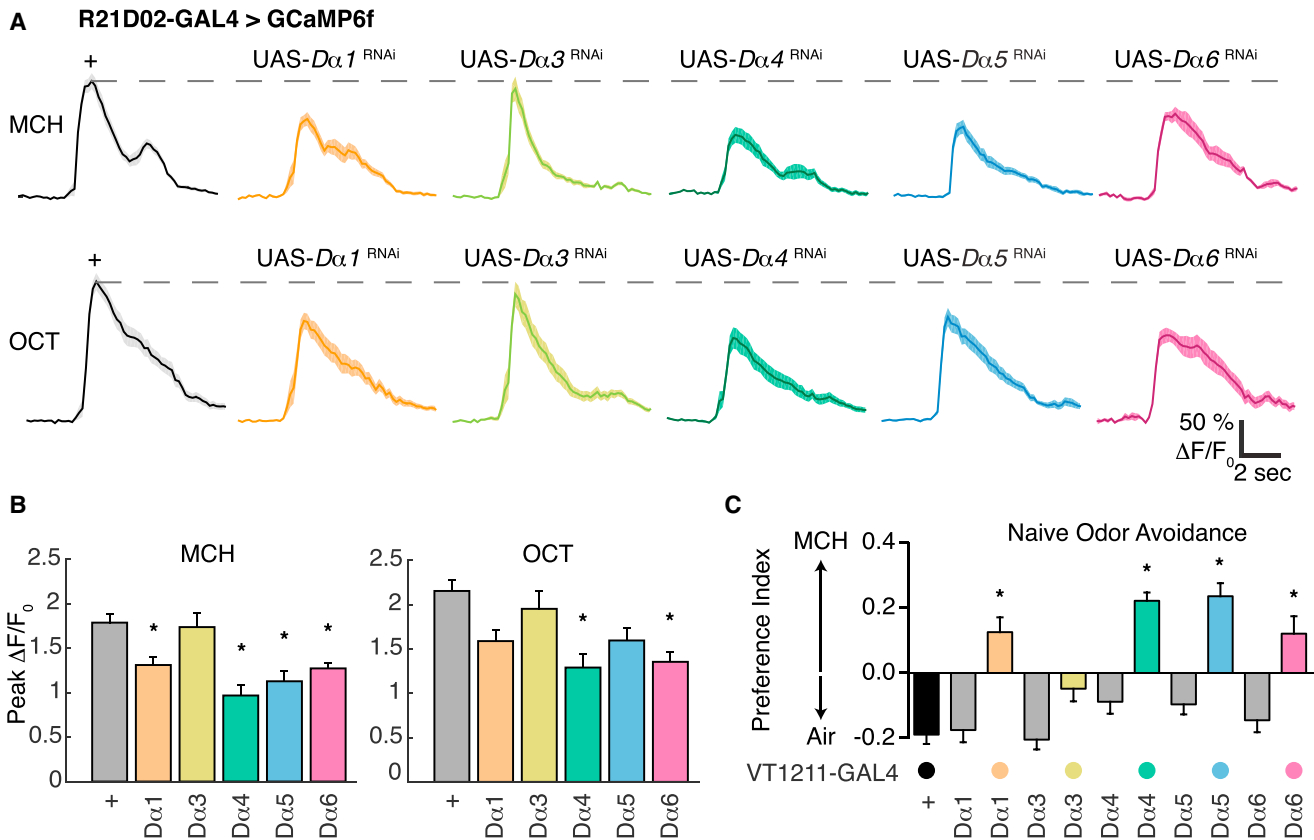 A R21D02-GAL4 > GCaMP6f
+ UAS-Dα1 RNAi UAS-Dα3 RNAi UAS-Dα4 RNAi UAS-Dα5 RNAi UAS-Dα6 RNAi
MCH
+ UAS-Dα1 RNAi UAS-Dα3 RNAi UAS-Dα4 RNAi UAS-Dα5 RNAi UAS-Dα6 RNAi
OCT
50 %
ΔF/F0
2 sec
B
MCH
Peak ΔF/F0
2.5
2
1.5
1
0.5
0
* * * *
+ Dα1 Dα3 Dα4 Dα5 Dα6
OCT
2.5
2
1.5
1
0.5
0
* *
+ Dα1 Dα3 Dα4 Dα5 Dα6
C
Naive Odor Avoidance
Preference Index
MCH
Air
0.4
0.2
0.0
-0.2
* * * *
VT1211-GAL4
+ Dα1 Dα1 Dα3 Dα3 Dα4 Dα4 Dα5 Dα5 Dα6 Dα6